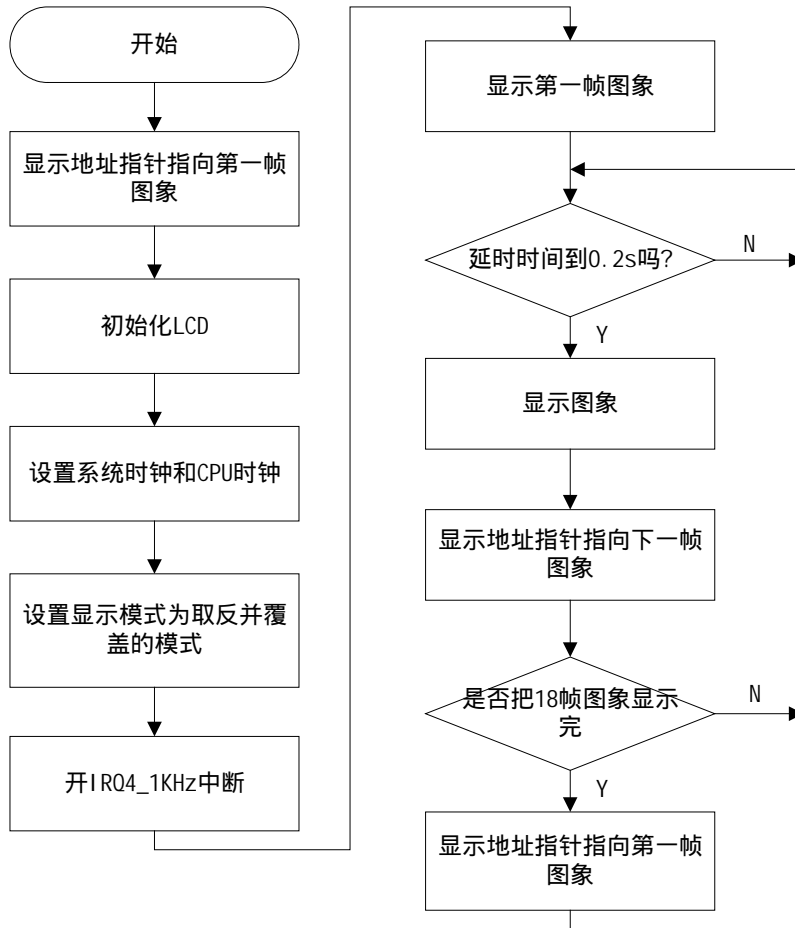 开始
显示地址指针指向第一帧
图象
初始化LCD
设置系统时钟和CPU时钟
设置显示模式为取反并覆
盖的模式
开IRQ4_1KHz中断
显示第一帧图象
延时时间到0.2s吗?
N
Y
显示图象
显示地址指针指向下一帧
图象
是否把18帧图象显示
完
N
Y
显示地址指针指向第一帧
图象